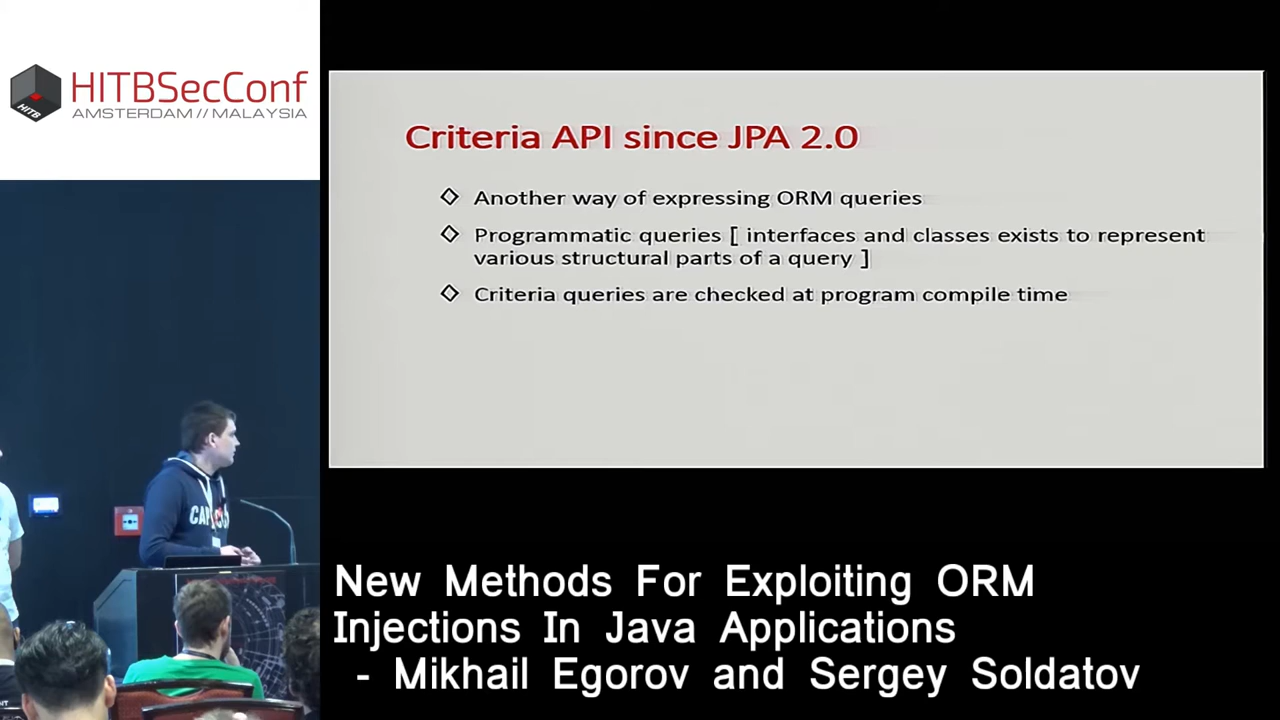 HITBSecConf
AMSTERDAM//MALAYSIA
HITB
Criteria API since JPA 2.0
Another way of expressing ORM queries
Programmatic queries [ interfaces and classes exists to represent
various structural parts of a query ]
Criteria queries are checked at program compile time
New Methods For Exploiting ORM
Injections In Java Applications
- Mikhail Egorov and Sergey Soldatov